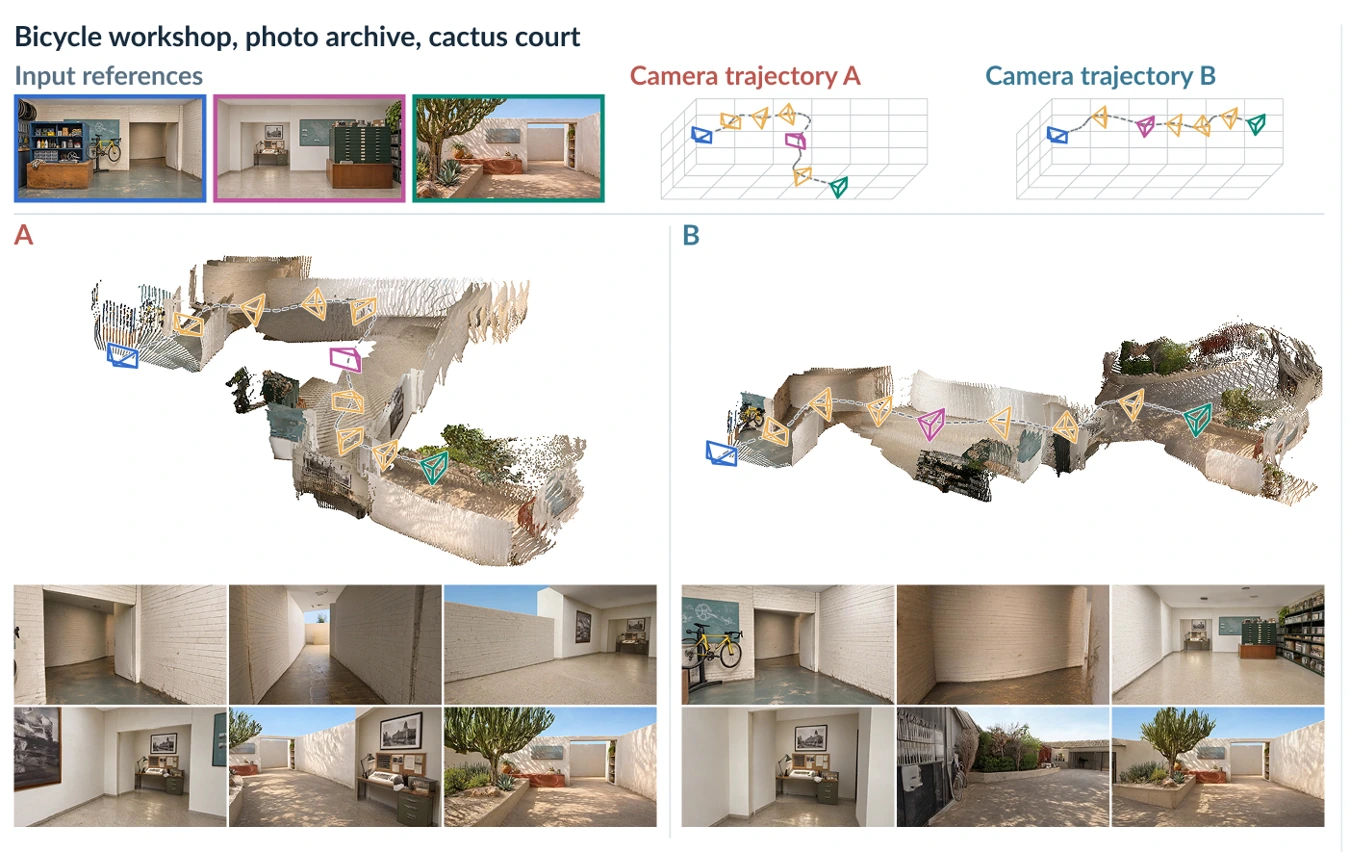 Bicycle workshop, photo archive, cactus court
Input references
Camera trajectory A
Camera trajectory B
A
B